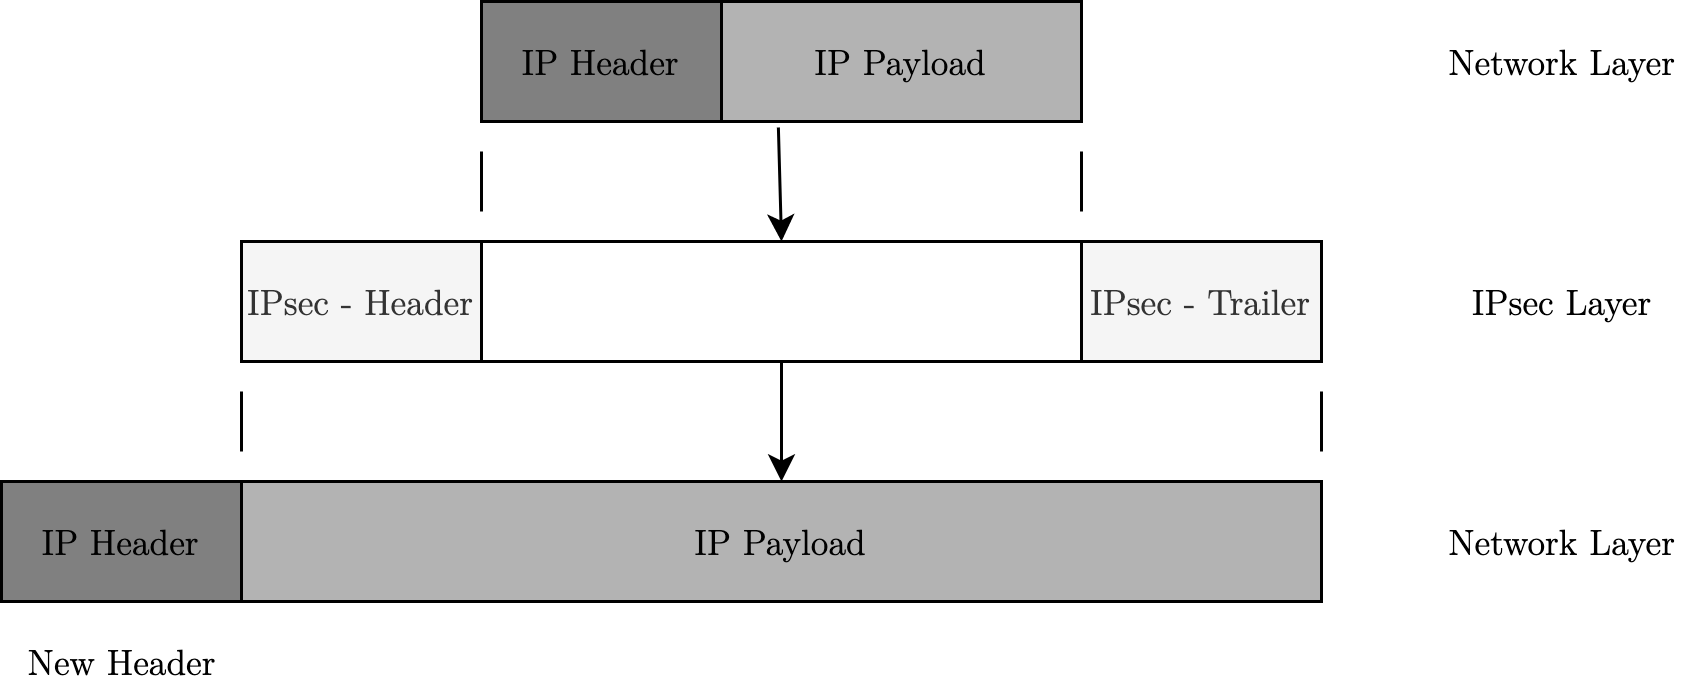 IP Header IP Payload Network Layer
IPsec - Header IPsec - Trailer IPsec Layer
IP Header IP Payload Network Layer
New Header